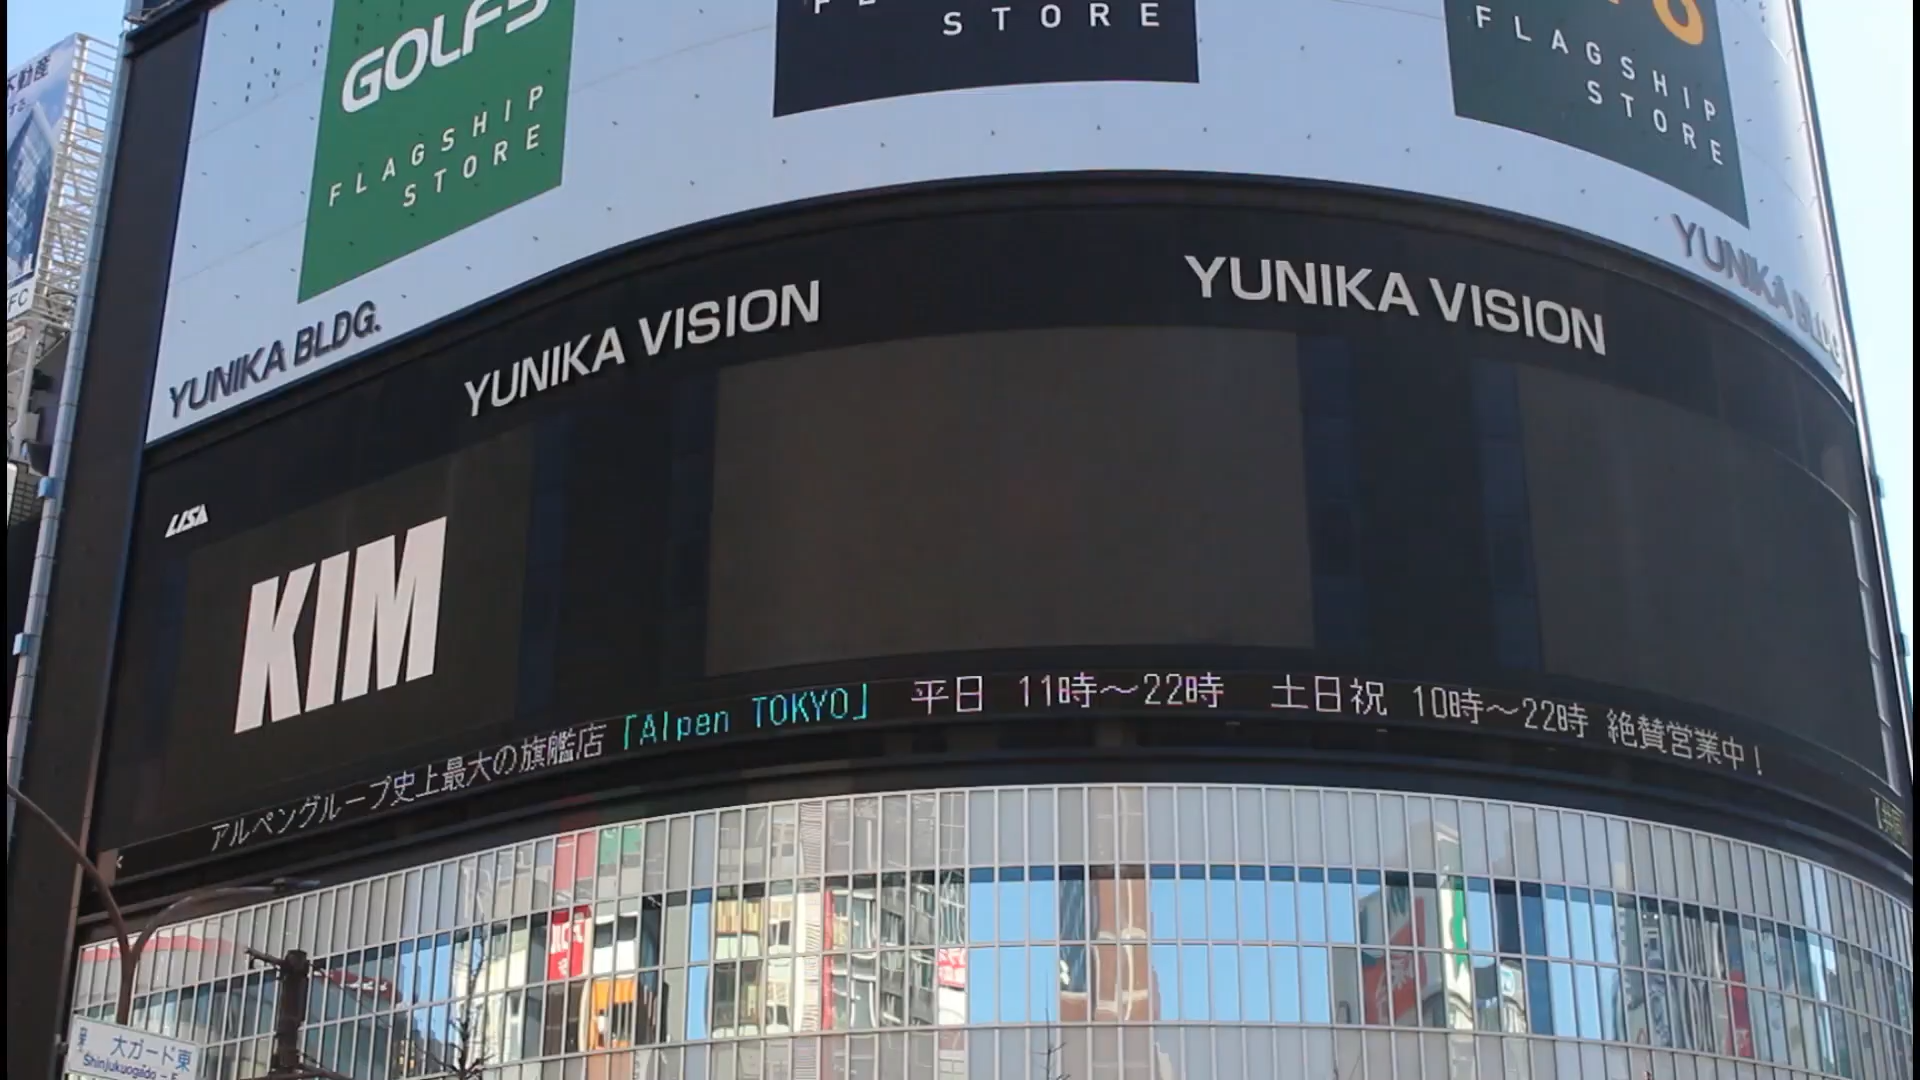 不動産
GOLF5
FLAGSHIP
STORE
STORE
FLAGSHIP
STORE
YUNIKA BLDG.
YUNIKA VISION
YUNIKA VISION
YUNIKA BLDG.
LISA
KIM
アルペングループ史上最大の旗艦店「Alpen TOKYO」 平日 11時～22時 土日祝 10時～22時 絶賛営業中！
大ガード東